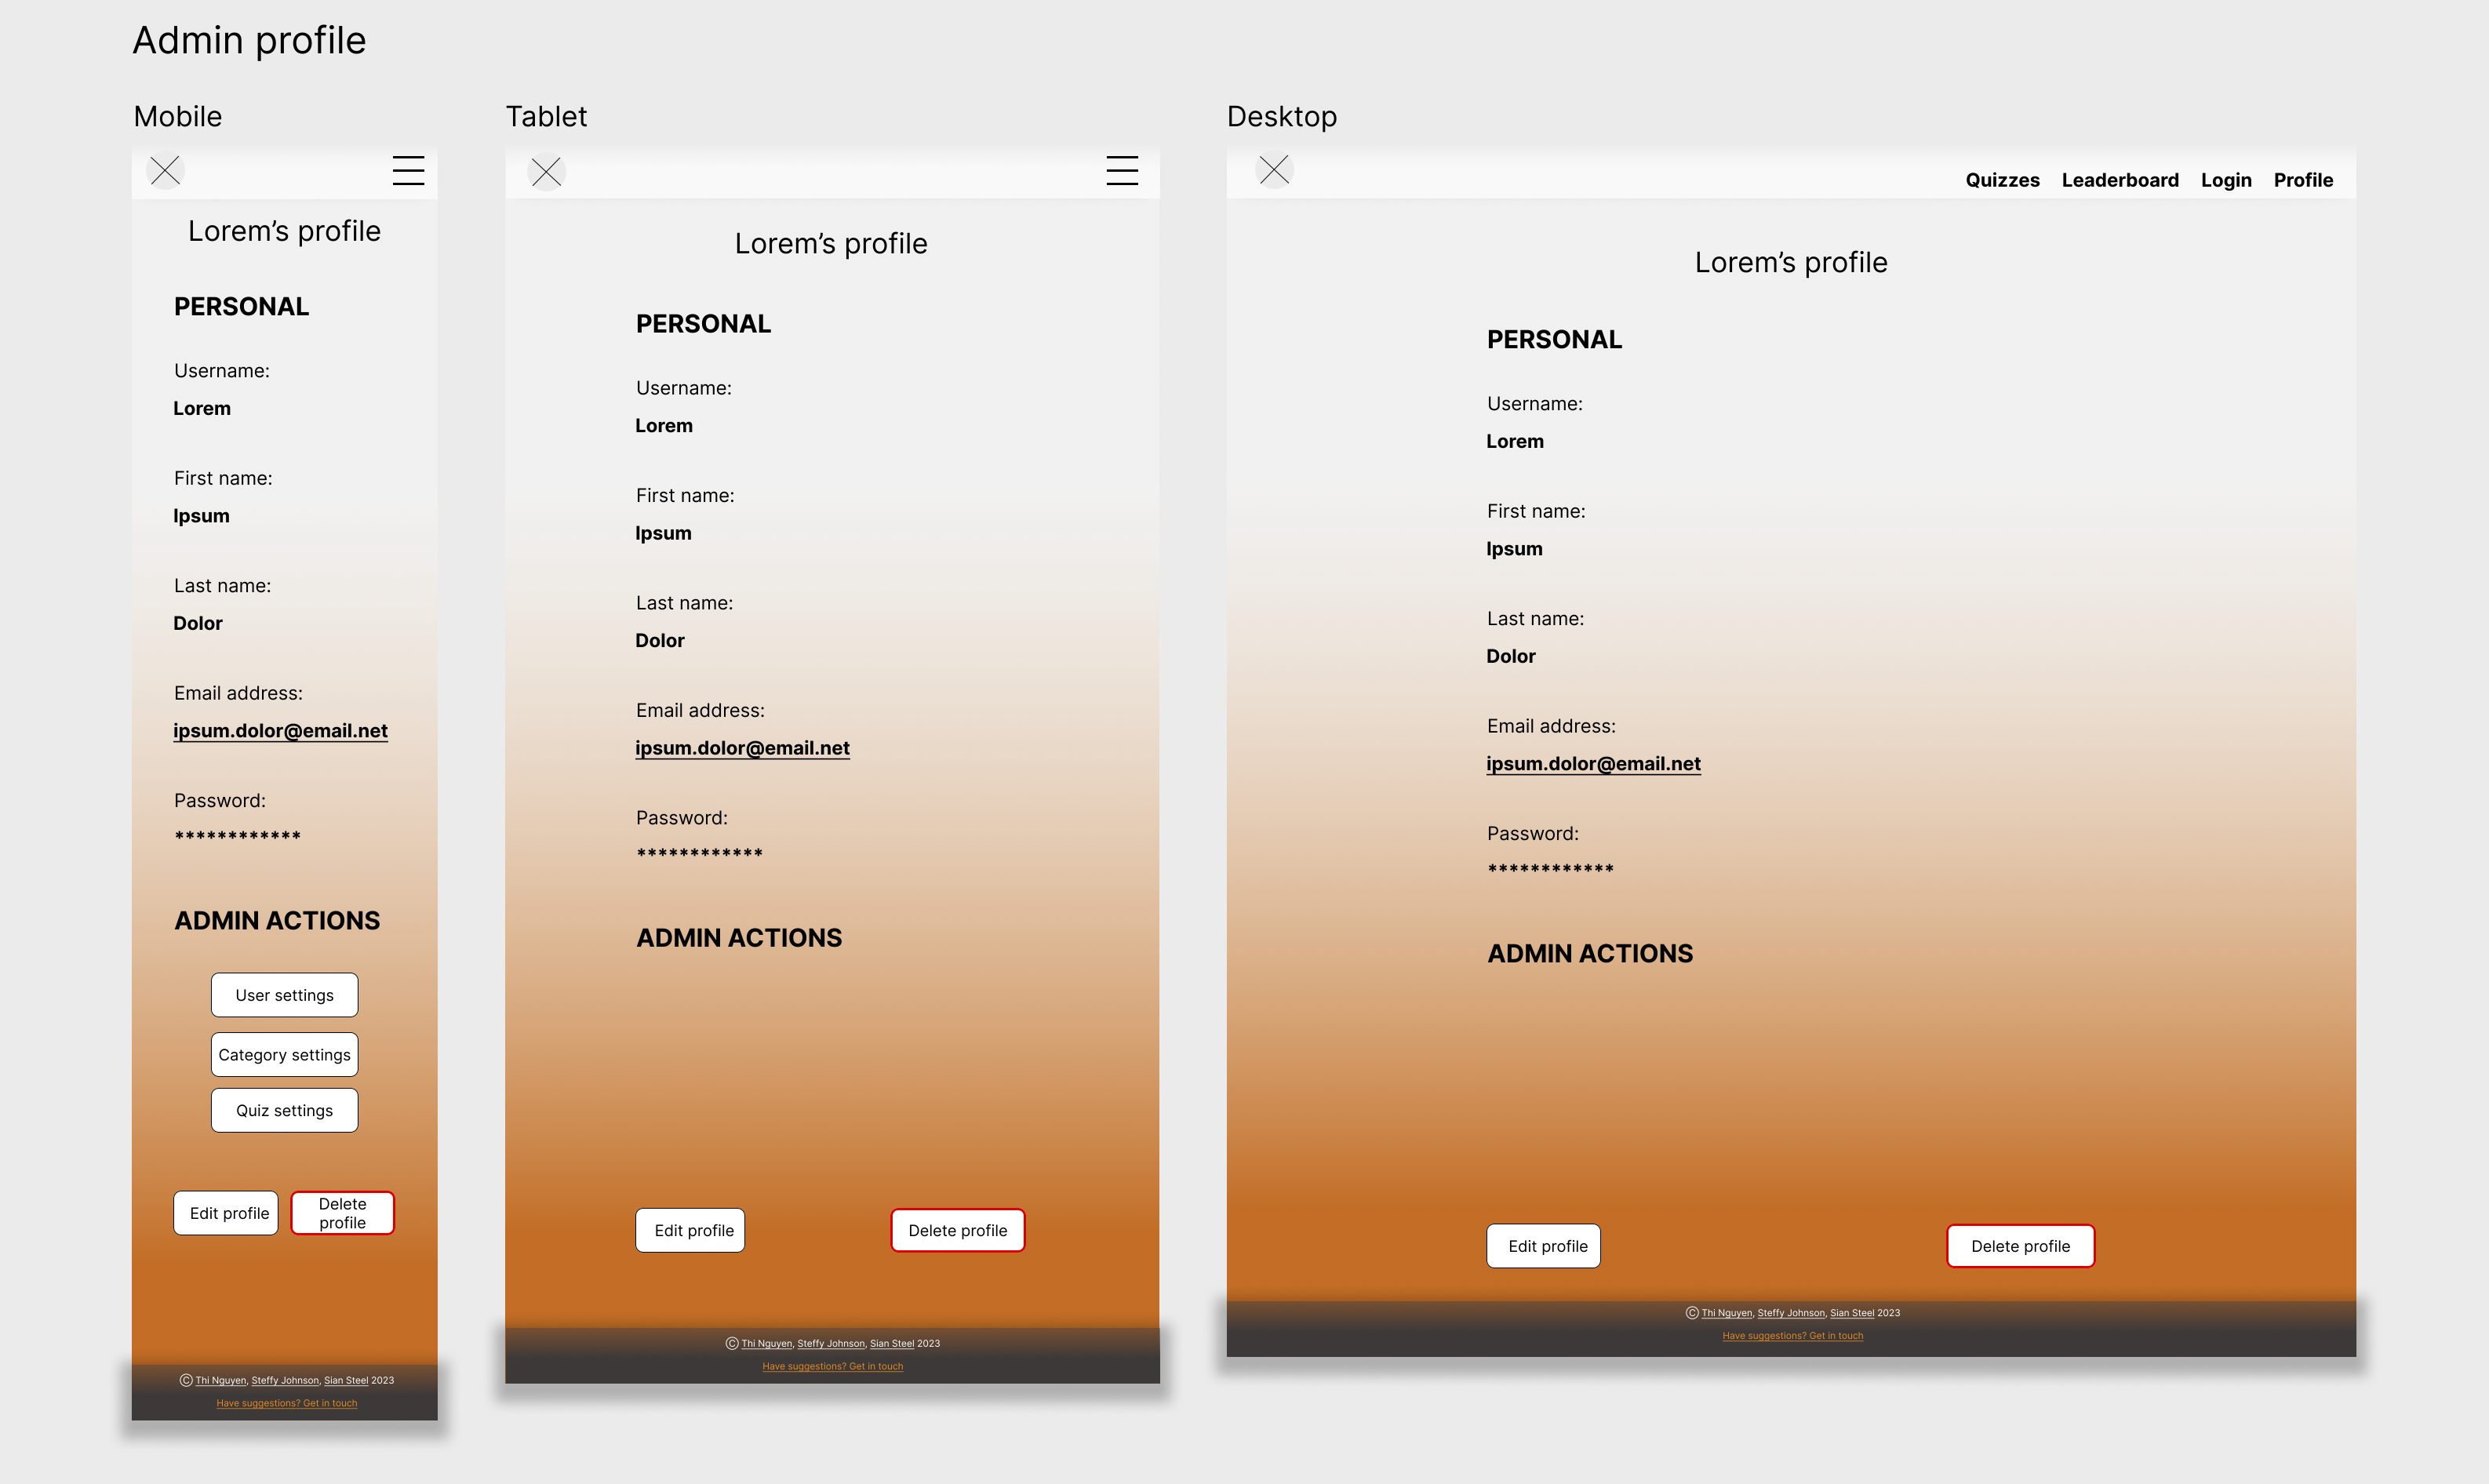 Admin profile
Mobile
Lorem’s profile
PERSONAL
Username:
Lorem
First name:
Ipsum
Last name:
Dolor
Email address:
ipsum.dolor@email.net
Password:
************
ADMIN ACTIONS
User settings
Category settings
Quiz settings
Edit profile
Delete
profile
© Thi Nguyen, Steffy Johnson, Sian Steel 2023
Have suggestions? Get in touch
Tablet
Lorem’s profile
PERSONAL
Username:
Lorem
First name:
Ipsum
Last name:
Dolor
Email address:
ipsum.dolor@email.net
Password:
************
ADMIN ACTIONS
Edit profile
Delete profile
© Thi Nguyen, Steffy Johnson, Sian Steel 2023
Have suggestions? Get in touch
Desktop
Quizzes Leaderboard Login Profile
Lorem’s profile
PERSONAL
Username:
Lorem
First name:
Ipsum
Last name:
Dolor
Email address:
ipsum.dolor@email.net
Password:
************
ADMIN ACTIONS
Edit profile
Delete profile
© Thi Nguyen, Steffy Johnson, Sian Steel 2023
Have suggestions? Get in touch